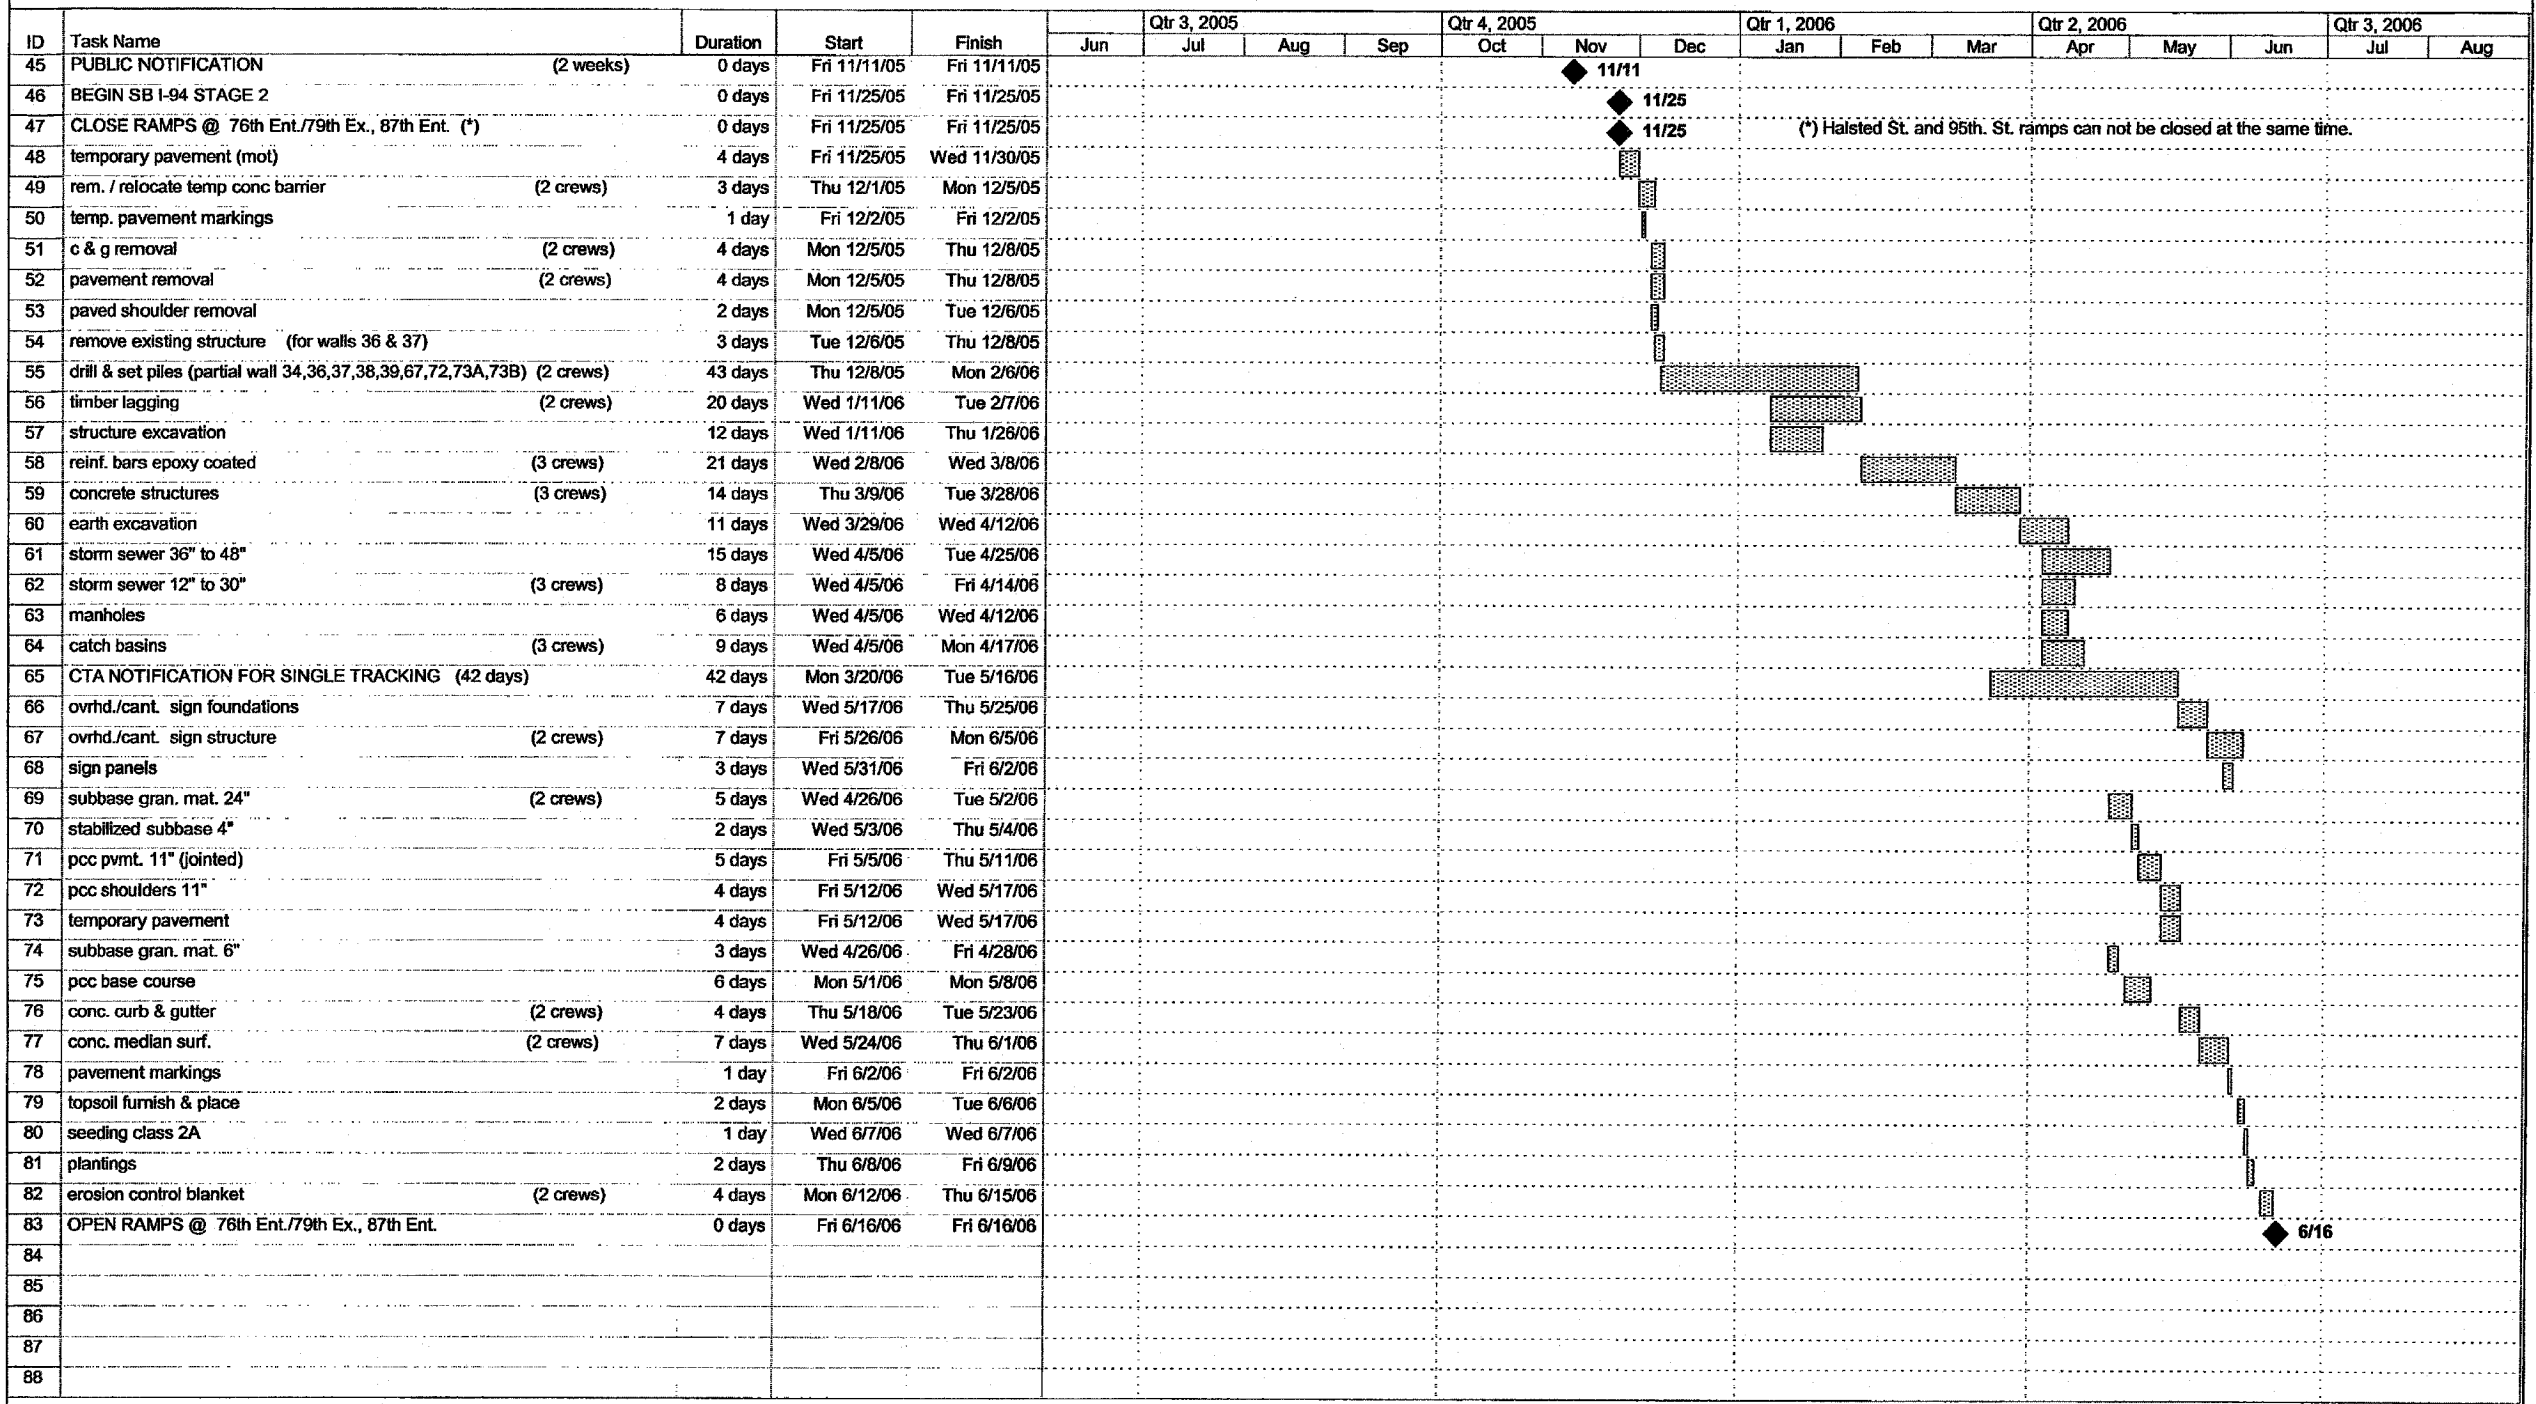 Qtr 3, 2005 Qtr 4, 2005 Qtr 1, 2006 Qtr 2, 2006 Qtr 3, 2006
ID Task Name Duration Start Finish Jun Jul Aug Sep Oct Nov Dec Jan Feb Mar Apr May Jun Jul Aug
45 PUBLIC NOTIFICATION (2 weeks) 0 days Fri 11/11/05 Fri 11/11/05 11/11
46 BEGIN SB I-94 STAGE 2 0 days Fri 11/25/05 Fri 11/25/05 11/25
47 CLOSE RAMPS @ 76th Ent./79th Ex., 87th Ent. (*) 0 days Fri 11/25/05 Fri 11/25/05 11/25 (*) Halsted St. and 95th. St. ramps can not be closed at the same time.
48 temporary pavement (mot) 4 days Fri 11/25/05 Wed 11/30/05
49 rem. / relocate temp conc barrier (2 crews) 3 days Thu 12/1/05 Mon 12/5/05
50 temp. pavement markings 1 day Fri 12/2/05 Fri 12/2/05
51 c & g removal (2 crews) 4 days Mon 12/5/05 Thu 12/8/05
52 pavement removal (2 crews) 4 days Mon 12/5/05 Thu 12/8/05
53 paved shoulder removal 2 days Mon 12/5/05 Tue 12/6/05
54 remove existing structure (for walls 36 & 37) 3 days Tue 12/6/05 Thu 12/8/05
55 drill & set piles (partial wall 34,36,37,38,39,67,72,73A,73B) (2 crews) 43 days Thu 12/8/05 Mon 2/6/06
56 timber lagging (2 crews) 20 days Wed 1/11/06 Tue 2/7/06
57 structure excavation 12 days Wed 1/11/06 Thu 1/26/06
58 reinf. bars epoxy coated (3 crews) 21 days Wed 2/8/06 Wed 3/8/06
59 concrete structures (3 crews) 14 days Thu 3/9/06 Tue 3/28/06
60 earth excavation 11 days Wed 3/29/06 Wed 4/12/06
61 storm sewer 36" to 48" 15 days Wed 4/5/06 Tue 4/25/06
62 storm sewer 12" to 30" (3 crews) 8 days Wed 4/5/06 Fri 4/14/06
63 manholes 6 days Wed 4/5/06 Wed 4/12/06
64 catch basins (3 crews) 9 days Wed 4/5/06 Mon 4/17/06
65 CTA NOTIFICATION FOR SINGLE TRACKING (42 days) 42 days Mon 3/20/06 Tue 5/16/06
66 ovrhd./cant. sign foundations 7 days Wed 5/17/06 Thu 5/25/06
67 ovrhd./cant. sign structure (2 crews) 7 days Fri 5/26/06 Mon 6/5/06
68 sign panels 3 days Wed 5/31/06 Fri 6/2/06
69 subbase gran. mat. 24" (2 crews) 5 days Wed 4/26/06 Tue 5/2/06
70 stabilized subbase 4" 2 days Wed 5/3/06 Thu 5/4/06
71 pcc pvmt. 11" (jointed) 5 days Fri 5/5/06 Thu 5/11/06
72 pcc shoulders 11" 4 days Fri 5/12/06 Wed 5/17/06
73 temporary pavement 4 days Fri 5/12/06 Wed 5/17/06
74 subbase gran. mat. 6" 3 days Wed 4/26/06 Fri 4/28/06
75 pcc base course 6 days Mon 5/1/06 Mon 5/8/06
76 conc. curb & gutter (2 crews) 4 days Thu 5/18/06 Tue 5/23/06
77 conc. median surf. (2 crews) 7 days Wed 5/24/06 Thu 6/1/06
78 pavement markings 1 day Fri 6/2/06 Fri 6/2/06
79 topsoil furnish & place 2 days Mon 6/5/06 Tue 6/6/06
80 seeding class 2A 1 day Wed 6/7/06 Wed 6/7/06
81 plantings 2 days Thu 6/8/06 Fri 6/9/06
82 erosion control blanket (2 crews) 4 days Mon 6/12/06 Thu 6/15/06
83 OPEN RAMPS @ 76th Ent./79th Ex., 87th Ent. 0 days Fri 6/16/06 Fri 6/16/06 6/16
84
85
86
87
88